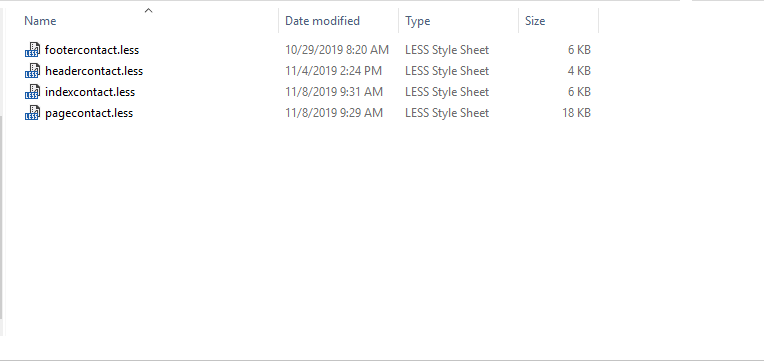 Name Date modified Type Size
footercontact.less 10/29/2019 8:20 AM LESS Style Sheet 6 KB
headercontact.less 11/4/2019 2:24 PM LESS Style Sheet 4 KB
indexcontact.less 11/8/2019 9:31 AM LESS Style Sheet 6 KB
pagecontact.less 11/8/2019 9:29 AM LESS Style Sheet 18 KB